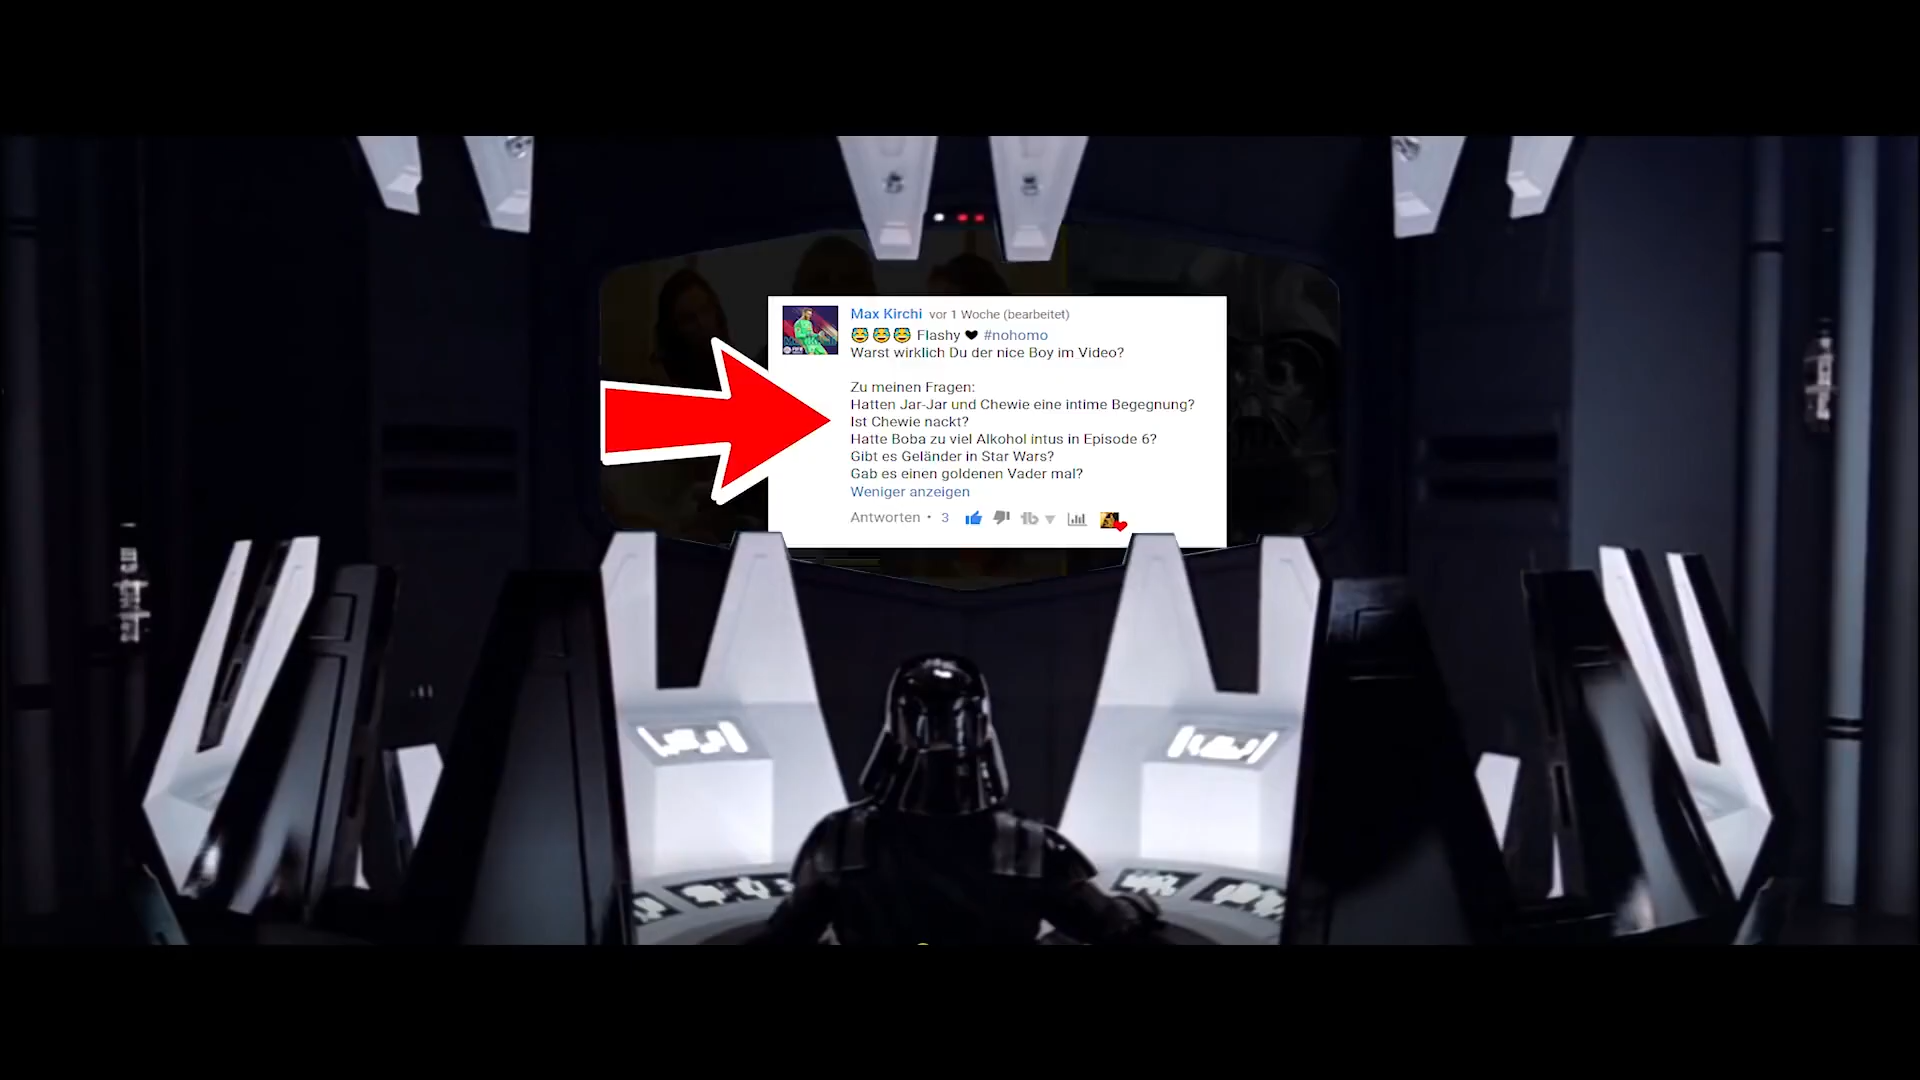 Max Kirchi vor 1 Woche (bearbeitet)
😇😇😇 Flashy 🖤 #nohomo
Warst wirklich Du der nice Boy im Video?
Zu meinen Fragen:
Hatten Jar-Jar und Chewie eine intime Begegnung?
Ist Chewie nackt?
Hatte Boba zu viel Alkohol intus in Episode 6?
Gibt es Geländer in Star Wars?
Gab es einen goldenen Vader mal?
Weniger anzeigen
Antworten • 3